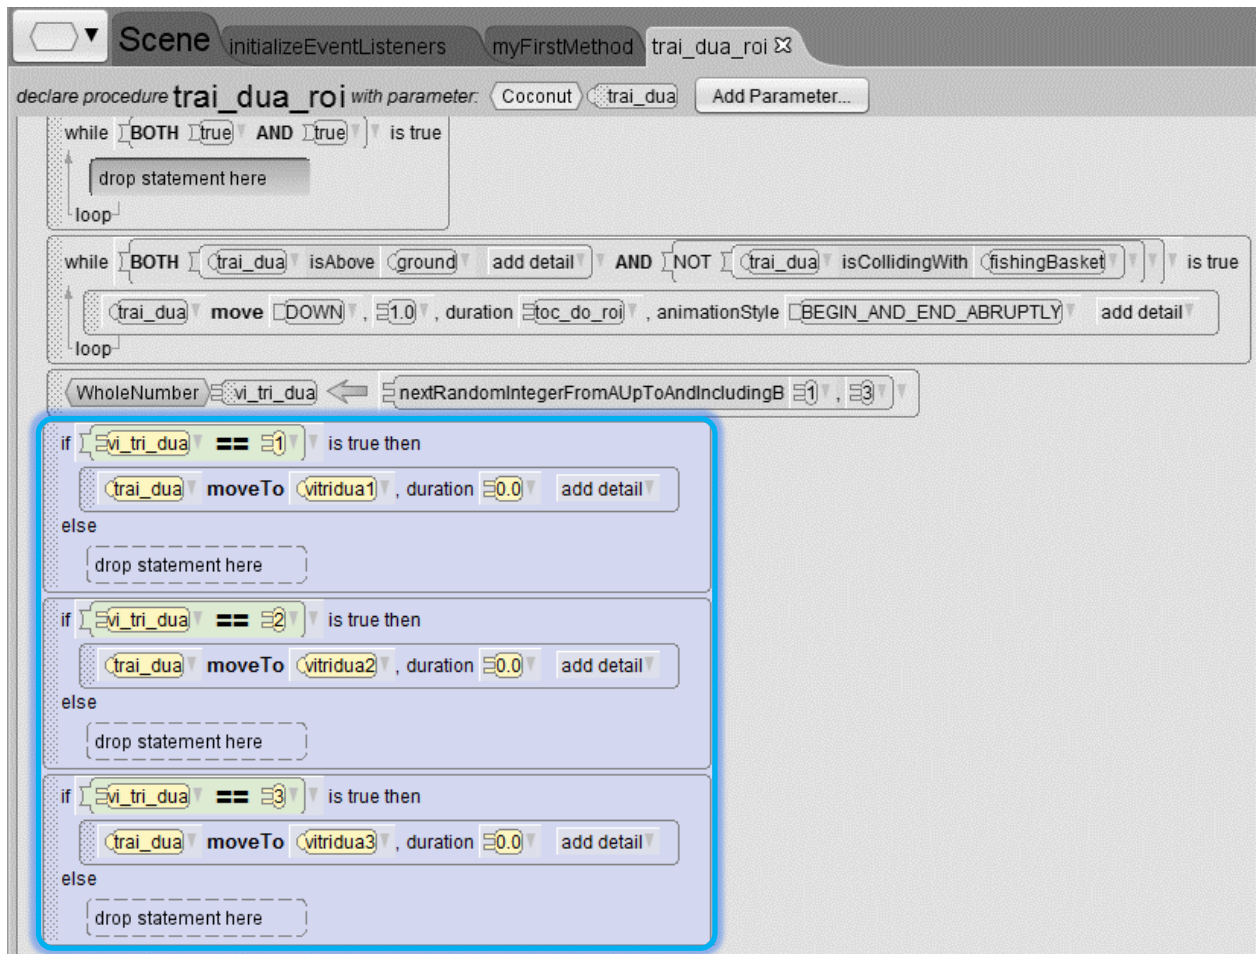 Scene initializeEventListeners myFirstMethod trai_dua_roi
declare procedure trai_dua_roi with parameter: Coconut trai_dua Add Parameter...
while BOTH true AND true is true
drop statement here
loop
while BOTH trai_dua isAbove ground add detail AND NOT trai_dua isCollidingWith fishingBasket is true
trai_dua move DOWN , 1.0 , duration toc_do_roi , animationStyle BEGIN_AND_END_ABRUPTLY add detail
loop
WholeNumber vi_tri_dua nextRandomIntegerFromAUpToAndIncludingB 1 , 3
if vi_tri_dua == 1 is true then
trai_dua moveTo vitridua1 , duration 0.0 add detail
else
drop statement here
if vi_tri_dua == 2 is true then
trai_dua moveTo vitridua2 , duration 0.0 add detail
else
drop statement here
if vi_tri_dua == 3 is true then
trai_dua moveTo vitridua3 , duration 0.0 add detail
else
drop statement here